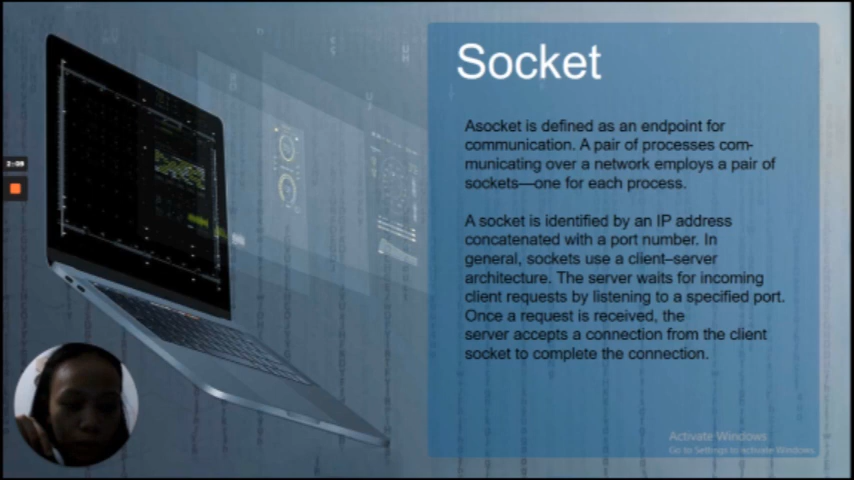 Socket
Asocket is defined as an endpoint for
communication. A pair of processes com-
municating over a network employs a pair of
sockets—one for each process.
A socket is identified by an IP address
concatenated with a port number. In
general, sockets use a client–server
architecture. The server waits for incoming
client requests by listening to a specified port.
Once a request is received, the
server accepts a connection from the client
socket to complete the connection.
Activate Windows
Go to Settings to activate Windows.